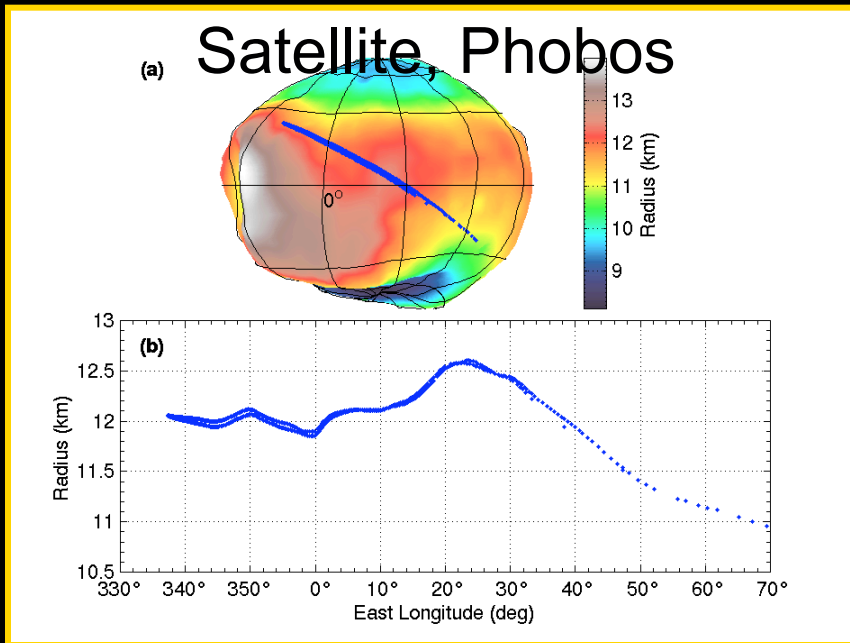 Satellite, Phobos
(a)
13
12
11
10
9
Radius (km)
0°
(b)
13
12.5
12
11.5
11
10.5
Radius (km)
330° 340° 350° 0° 10° 20° 30° 40° 50° 60° 70°
East Longitude (deg)